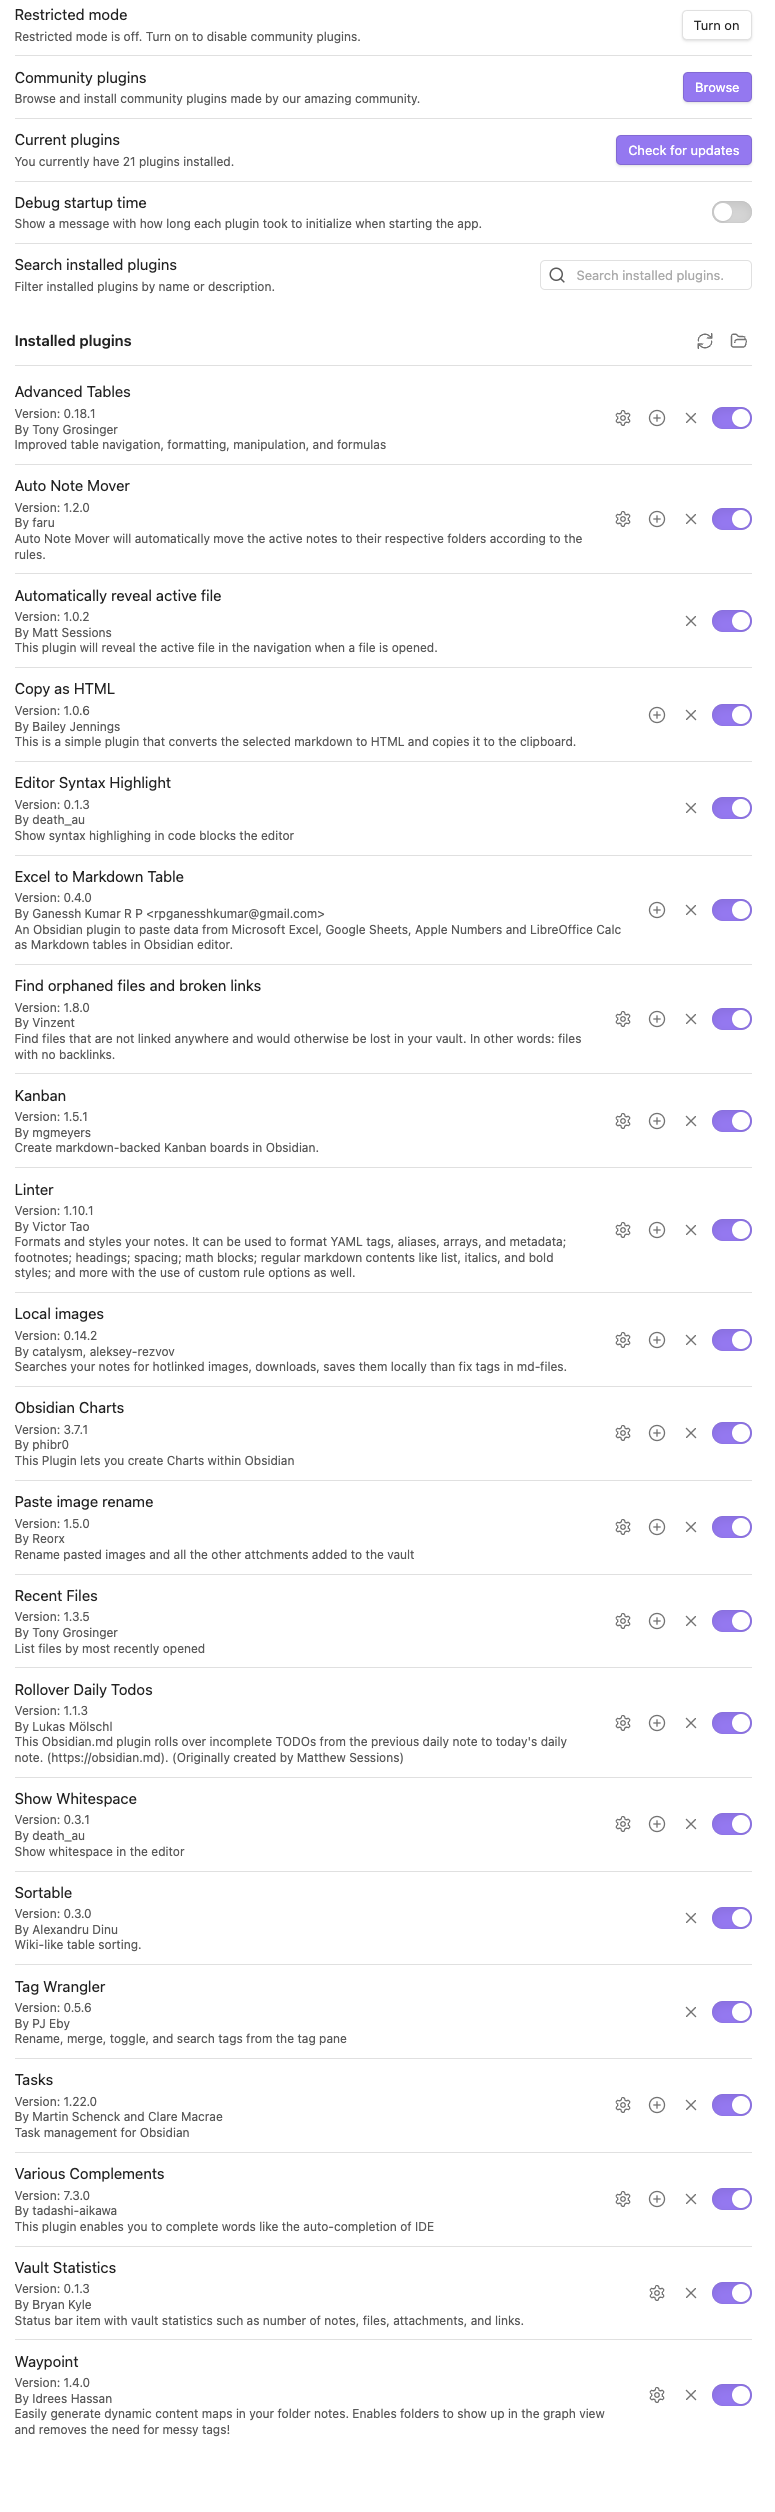 Restricted mode
Restricted mode is off. Turn on to disable community plugins.
Turn on
Community plugins
Browse and install community plugins made by our amazing community.
Browse
Current plugins
You currently have 21 plugins installed.
Check for updates
Debug startup time
Show a message with how long each plugin took to initialize when starting the app.
Search installed plugins
Filter installed plugins by name or description.
Search installed plugins.
Installed plugins
Advanced Tables
Version: 0.18.1
By Tony Grosinger
Improved table navigation, formatting, manipulation, and formulas
Auto Note Mover
Version: 1.2.0
By faru
Auto Note Mover will automatically move the active notes to their respective folders according to the
rules.
Automatically reveal active file
Version: 1.0.2
By Matt Sessions
This plugin will reveal the active file in the navigation when a file is opened.
Copy as HTML
Version: 1.0.6
By Bailey Jennings
This is a simple plugin that converts the selected markdown to HTML and copies it to the clipboard.
Editor Syntax Highlight
Version: 0.1.3
By death_au
Show syntax highlighing in code blocks the editor
Excel to Markdown Table
Version: 0.4.0
By Ganessh Kumar R P <rpganesshkumar@gmail.com>
An Obsidian plugin to paste data from Microsoft Excel, Google Sheets, Apple Numbers and LibreOffice Calc
as Markdown tables in Obsidian editor.
Find orphaned files and broken links
Version: 1.8.0
By Vinzent
Find files that are not linked anywhere and would otherwise be lost in your vault. In other words: files
with no backlinks.
Kanban
Version: 1.5.1
By mgmeyers
Create markdown-backed Kanban boards in Obsidian.
Linter
Version: 1.10.1
By Victor Tao
Formats and styles your notes. It can be used to format YAML tags, aliases, arrays, and metadata;
footnotes; headings; spacing; math blocks; regular markdown contents like list, italics, and bold
styles; and more with the use of custom rule options as well.
Local images
Version: 0.14.2
By catalysm, aleksey-rezvov
Searches your notes for hotlinked images, downloads, saves them locally than fix tags in md-files.
Obsidian Charts
Version: 3.7.1
By phibr0
This Plugin lets you create Charts within Obsidian
Paste image rename
Version: 1.5.0
By Reorx
Rename pasted images and all the other attchments added to the vault
Recent Files
Version: 1.3.5
By Tony Grosinger
List files by most recently opened
Rollover Daily Todos
Version: 1.1.3
By Lukas Mölschl
This Obsidian.md plugin rolls over incomplete TODOs from the previous daily note to today's daily
note. (https://obsidian.md). (Originally created by Matthew Sessions)
Show Whitespace
Version: 0.3.1
By death_au
Show whitespace in the editor
Sortable
Version: 0.3.0
By Alexandru Dinu
Wiki-like table sorting.
Tag Wrangler
Version: 0.5.6
By PJ Eby
Rename, merge, toggle, and search tags from the tag pane
Tasks
Version: 1.22.0
By Martin Schenck and Clare Macrae
Task management for Obsidian
Various Complements
Version: 7.3.0
By tadashi-aikawa
This plugin enables you to complete words like the auto-completion of IDE
Vault Statistics
Version: 0.1.3
By Bryan Kyle
Status bar item with vault statistics such as number of notes, files, attachments, and links.
Waypoint
Version: 1.4.0
By Idrees Hassan
Easily generate dynamic content maps in your folder notes. Enables folders to show up in the graph view
and removes the need for messy tags!